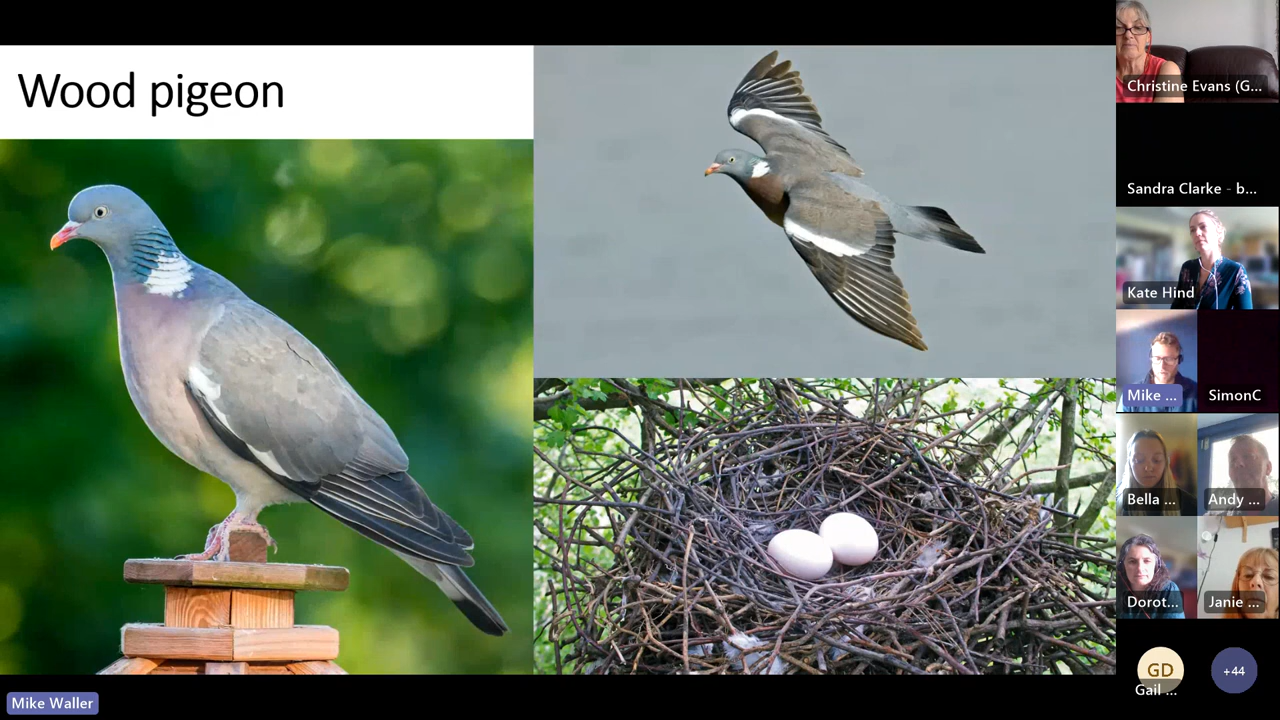 Wood pigeon
Christine Evans (G...
Sandra Clarke - b...
Kate Hind
Mike ...
SimonC
Bella ...
Andy ...
Dorot...
Janie ...
GD
Gail ...
+44
Mike Waller